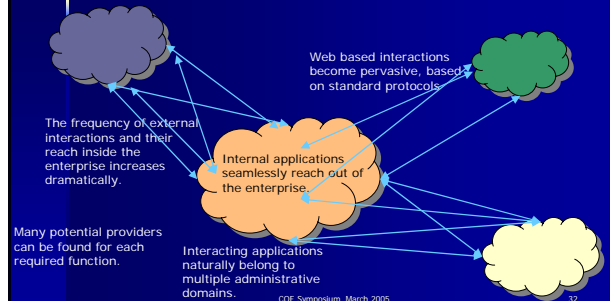 Web based interactions
become pervasive, based
on standard protocols
The frequency of external
interactions and their
reach inside the
enterprise increases
dramatically.
Internal applications
seamlessly reach out of
the enterprise.
Many potential providers
can be found for each
required function.
Interacting applications
naturally belong to
multiple administrative
domains.
COE Symposium, March 2005
32